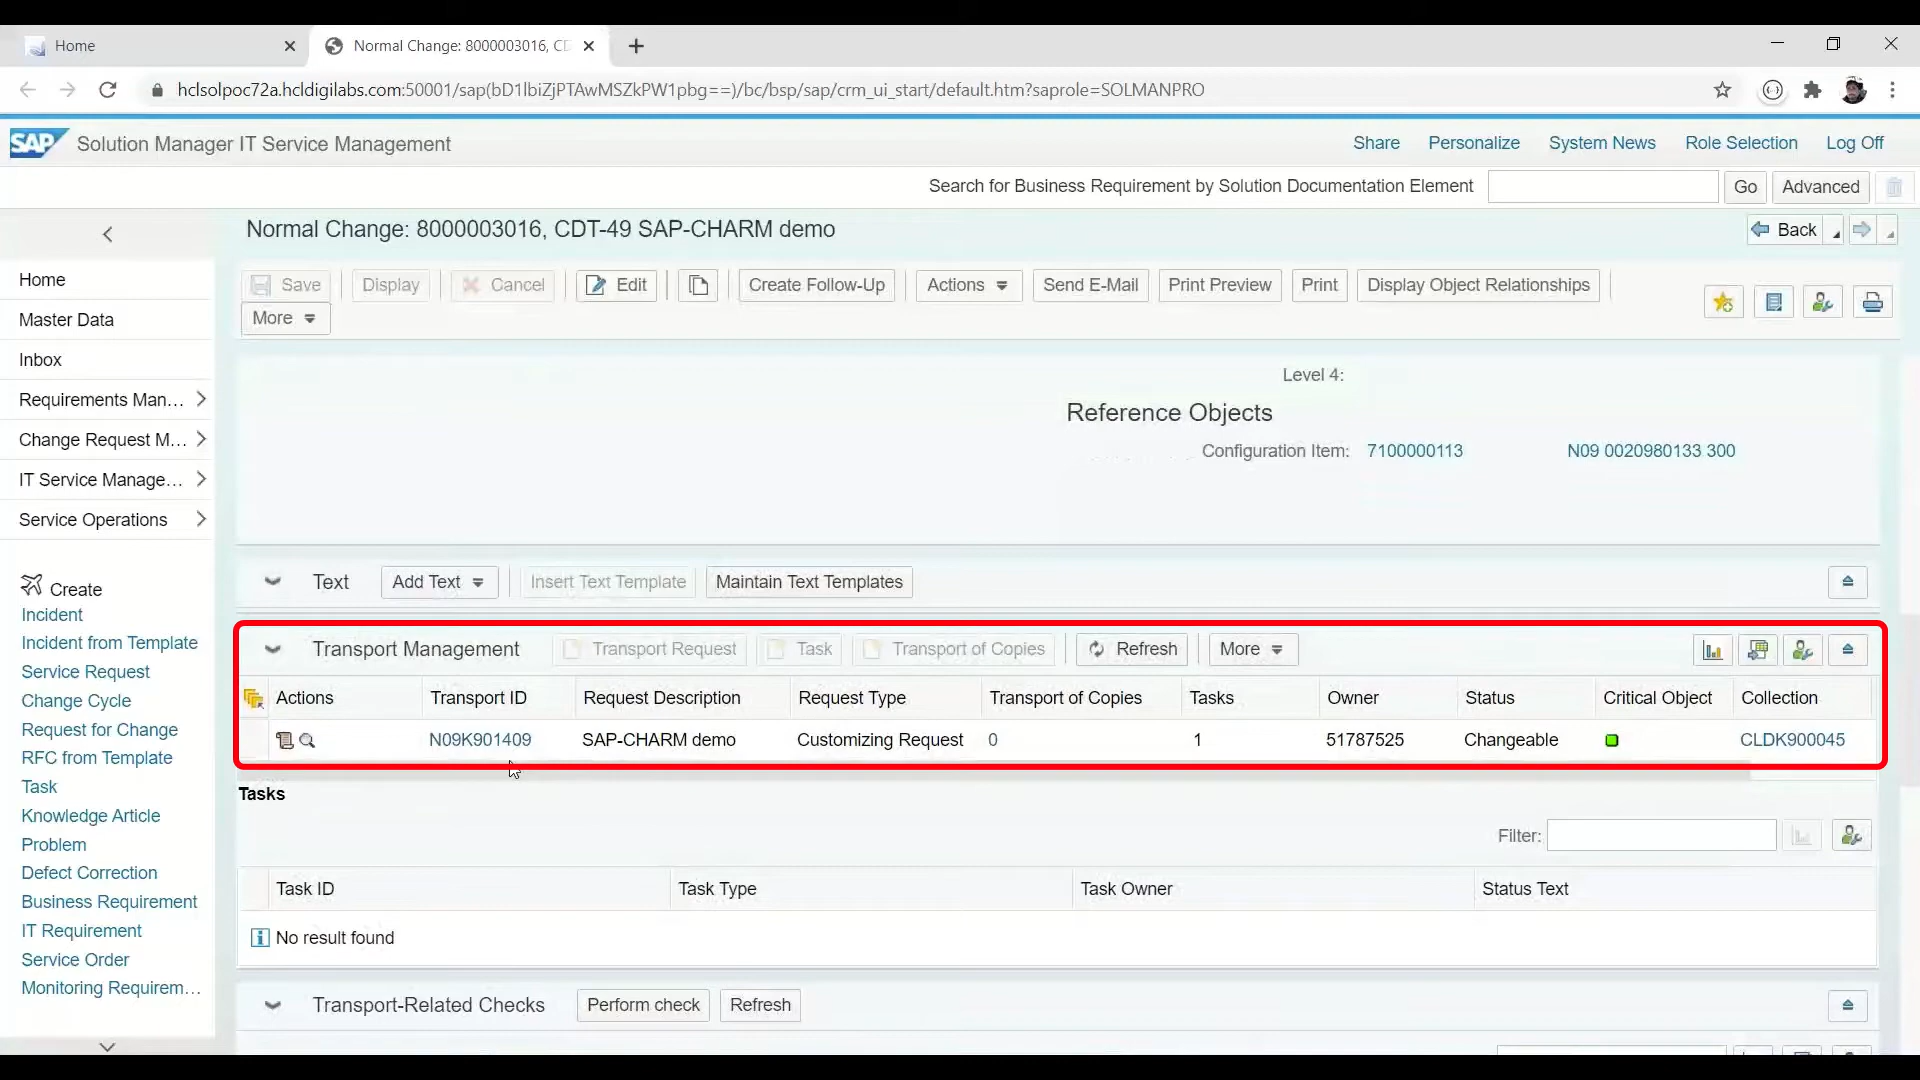 Home
Normal Change: 8000003016, CD
hclsolpoc72a.hcldigilabs.com:50001/sap(bD1lbiZjPTAwMSZkPW1pbg==)/bc/bsp/sap/crm_ui_start/default.htm?saprole=SOLMANPRO
SAP Solution Manager IT Service Management
Share Personalize System News Role Selection Log Off
Search for Business Requirement by Solution Documentation Element Go Advanced
Normal Change: 8000003016, CDT-49 SAP-CHARM demo
Back
Save Display Cancel Edit Create Follow-Up Actions Send E-Mail Print Preview Print Display Object Relationships
More
Home
Master Data
Inbox
Requirements Man...
Change Request M...
IT Service Manage...
Service Operations
Create
Incident
Incident from Template
Service Request
Change Cycle
Request for Change
RFC from Template
Task
Knowledge Article
Problem
Defect Correction
Business Requirement
IT Requirement
Service Order
Monitoring Requirem...
Level 4:
Reference Objects
Configuration Item: 7100000113 N09 0020980133 300
Text Add Text Insert Text Template Maintain Text Templates
Transport Management Transport Request Task Transport of Copies Refresh More
Actions Transport ID Request Description Request Type Transport of Copies Tasks Owner Status Critical Object Collection
N09K901409 SAP-CHARM demo Customizing Request 0 1 51787525 Changeable CLDK900045
Tasks
Filter:
Task ID Task Type Task Owner Status Text
No result found
Transport-Related Checks Perform check Refresh